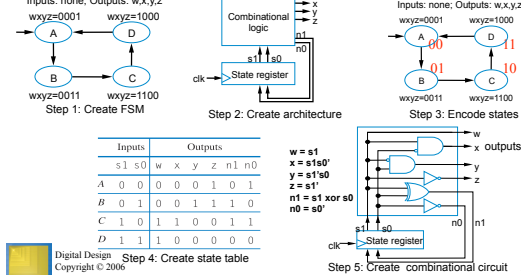 Inputs: none; Outputs: w,x,y,z
wxyz=0001 wxyz=1000
A D
B C
wxyz=0011 wxyz=1100
Step 1: Create FSM
Combinational
logic
x
y
z
n1
n0
s1 s0
clk
State register
Step 2: Create architecture
Inputs: none; Outputs: w,x,y,z
wxyz=0001 wxyz=1000
A D
00 11
01 10
B C
wxyz=0011 wxyz=1100
Step 3: Encode states
Inputs Outputs
s1 s0 w x y z n1 n0
A 0 0 0 0 0 1 0 1
B 0 1 0 0 1 1 1 0
C 1 0 1 1 0 0 1 1
D 1 1 1 0 0 0 0 0
Step 4: Create state table
w = s1
x = s1s0’
y = s1’s0
z = s1’
n1 = s1 xor s0
n0 = s0’
w
x outputs
y
z
n0 n1
s1 s0
clk
State register
Step 5: Create combinational circuit
Digital Design
Copyright © 2006